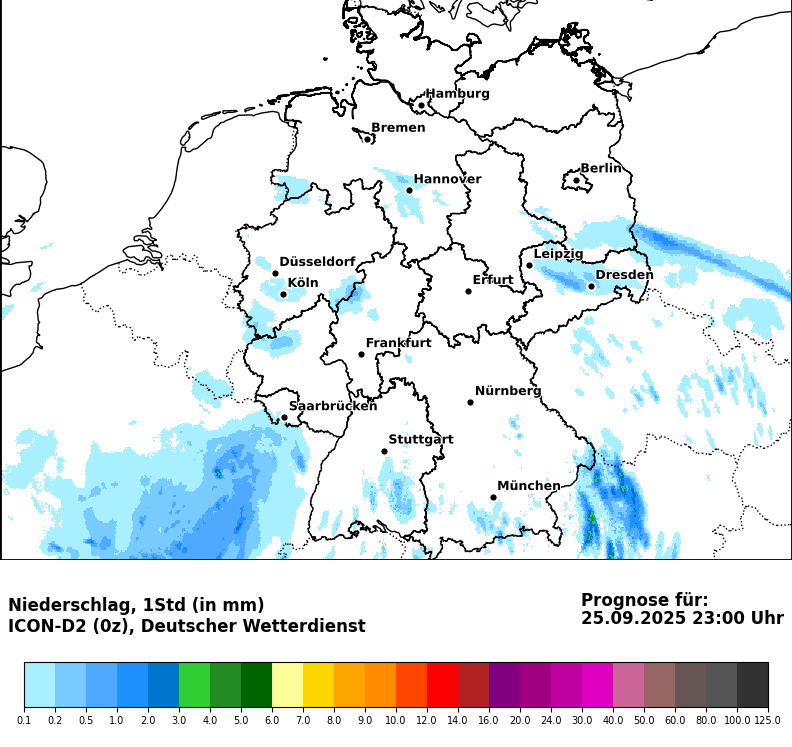 Hamburg
Bremen
Berlin
Hannover
Düsseldorf
Leipzig
Köln
Erfurt
Dresden
Frankfurt
Nürnberg
Saarbrücken
Stuttgart
München
Niederschlag, 1Std (in mm)
ICON-D2 (0z), Deutscher Wetterdienst
Prognose für:
25.09.2025 23:00 Uhr
0.1 0.2 0.5 1.0 2.0 3.0 4.0 5.0 6.0 7.0 8.0 9.0 10.0 12.0 14.0 16.0 20.0 24.0 30.0 40.0 50.0 60.0 80.0 100.0 125.0